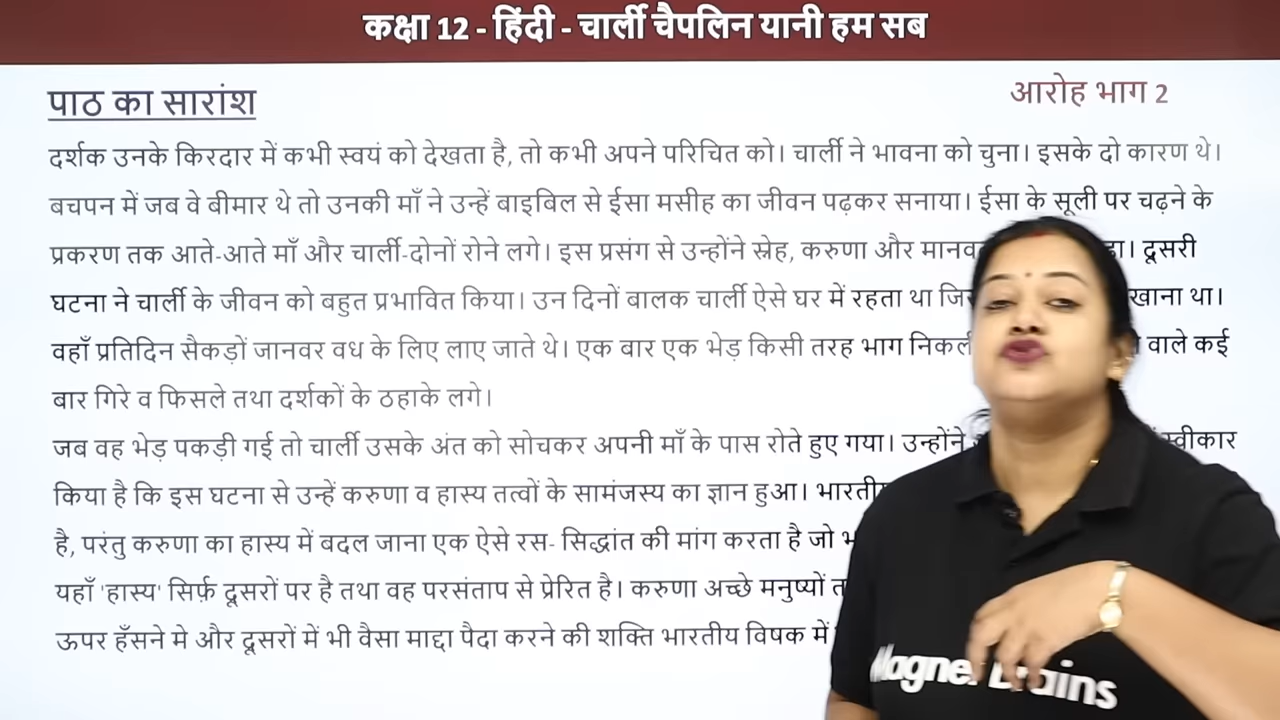 कक्षा 12 - हिंदी - चार्ली चैपलिन यानी हम सब
पाठ का सारांश
आरोह भाग 2
दर्शक उनके किरदार में कभी स्वयं को देखता है, तो कभी अपने परिचित को। चार्ली ने भावना को चुना। इसके दो कारण थे।
बचपन में जब वे बीमार थे तो उनकी माँ ने उन्हें बाइबिल से ईसा मसीह का जीवन पढ़कर सनाया। ईसा के सूली पर चढ़ने के
प्रकरण तक आते-आते माँ और चार्ली-दोनों रोने लगे। इस प्रसंग से उन्होंने स्नेह, करुणा और दूसरी
घटना ने चार्ली के जीवन को बहुत प्रभावित किया। उन दिनों बालक चार्ली ऐसे घर में रहता था खाना था।
वहाँ प्रतिदिन सैकड़ों जानवर वध के लिए लाए जाते थे। एक बार एक भेड़ किसी तरह भाग वाले कई
बार गिरे व फिसले तथा दर्शकों के ठहाके लगे।
जब वह भेड़ पकड़ी गई तो चार्ली उसके अंत को सोचकर अपनी माँ के पास रोते हुए गया। उन्होंने स्वीकार
किया है कि इस घटना से उन्हें करुणा व हास्य तत्वों के सामंजस्य का ज्ञान हुआ।
है, परंतु करुणा का हास्य में बदल जाना एक ऐसे रस- सिद्धांत की मांग करता है जो
यहाँ 'हास्य' सिर्फ़ दूसरों पर है तथा वह परसंताप से प्रेरित है। करुणा अच्छे मनुष्यों
ऊपर हँसने मे और दूसरों में भी वैसा माद्दा पैदा करने की शक्ति भारतीय विषक में